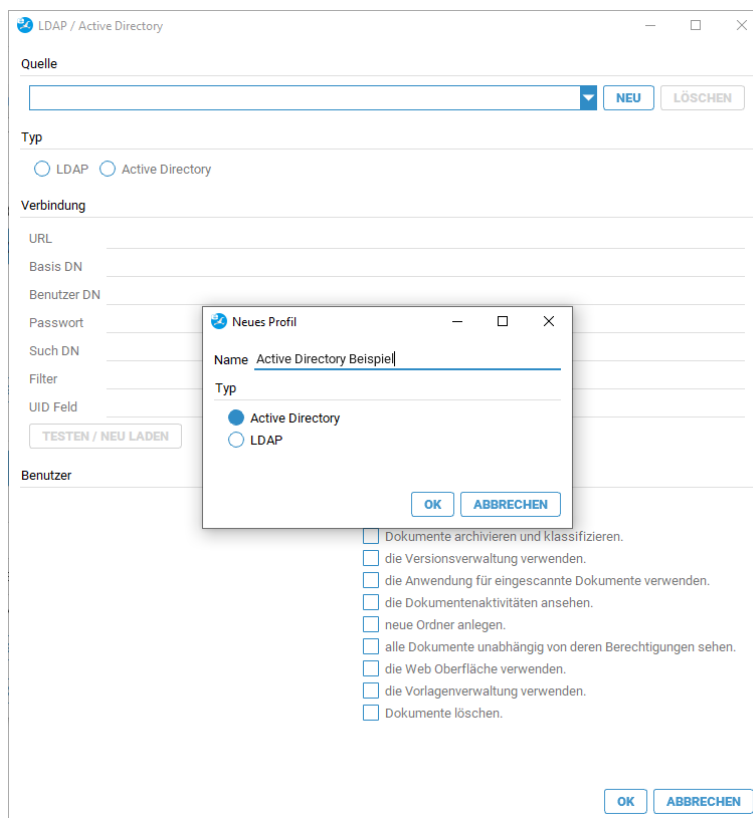 LDAP / Active Directory
Quelle
NEU LÖSCHEN
Typ
LDAP Active Directory
Verbindung
URL
Basis DN
Benutzer DN
Passwort
Such DN
Filter
UID Feld
TESTEN / NEU LADEN
Benutzer
Neues Profil
Name Active Directory Beispiel
Typ
Active Directory
LDAP
OK ABBRECHEN
Dokumente archivieren und klassifizieren.
die Versionsverwaltung verwenden.
die Anwendung für eingescannte Dokumente verwenden.
die Dokumentenaktivitäten ansehen.
neue Ordner anlegen.
alle Dokumente unabhängig von deren Berechtigungen sehen.
die Web Oberfläche verwenden.
die Vorlagenverwaltung verwenden.
Dokumente löschen.
OK ABBRECHEN